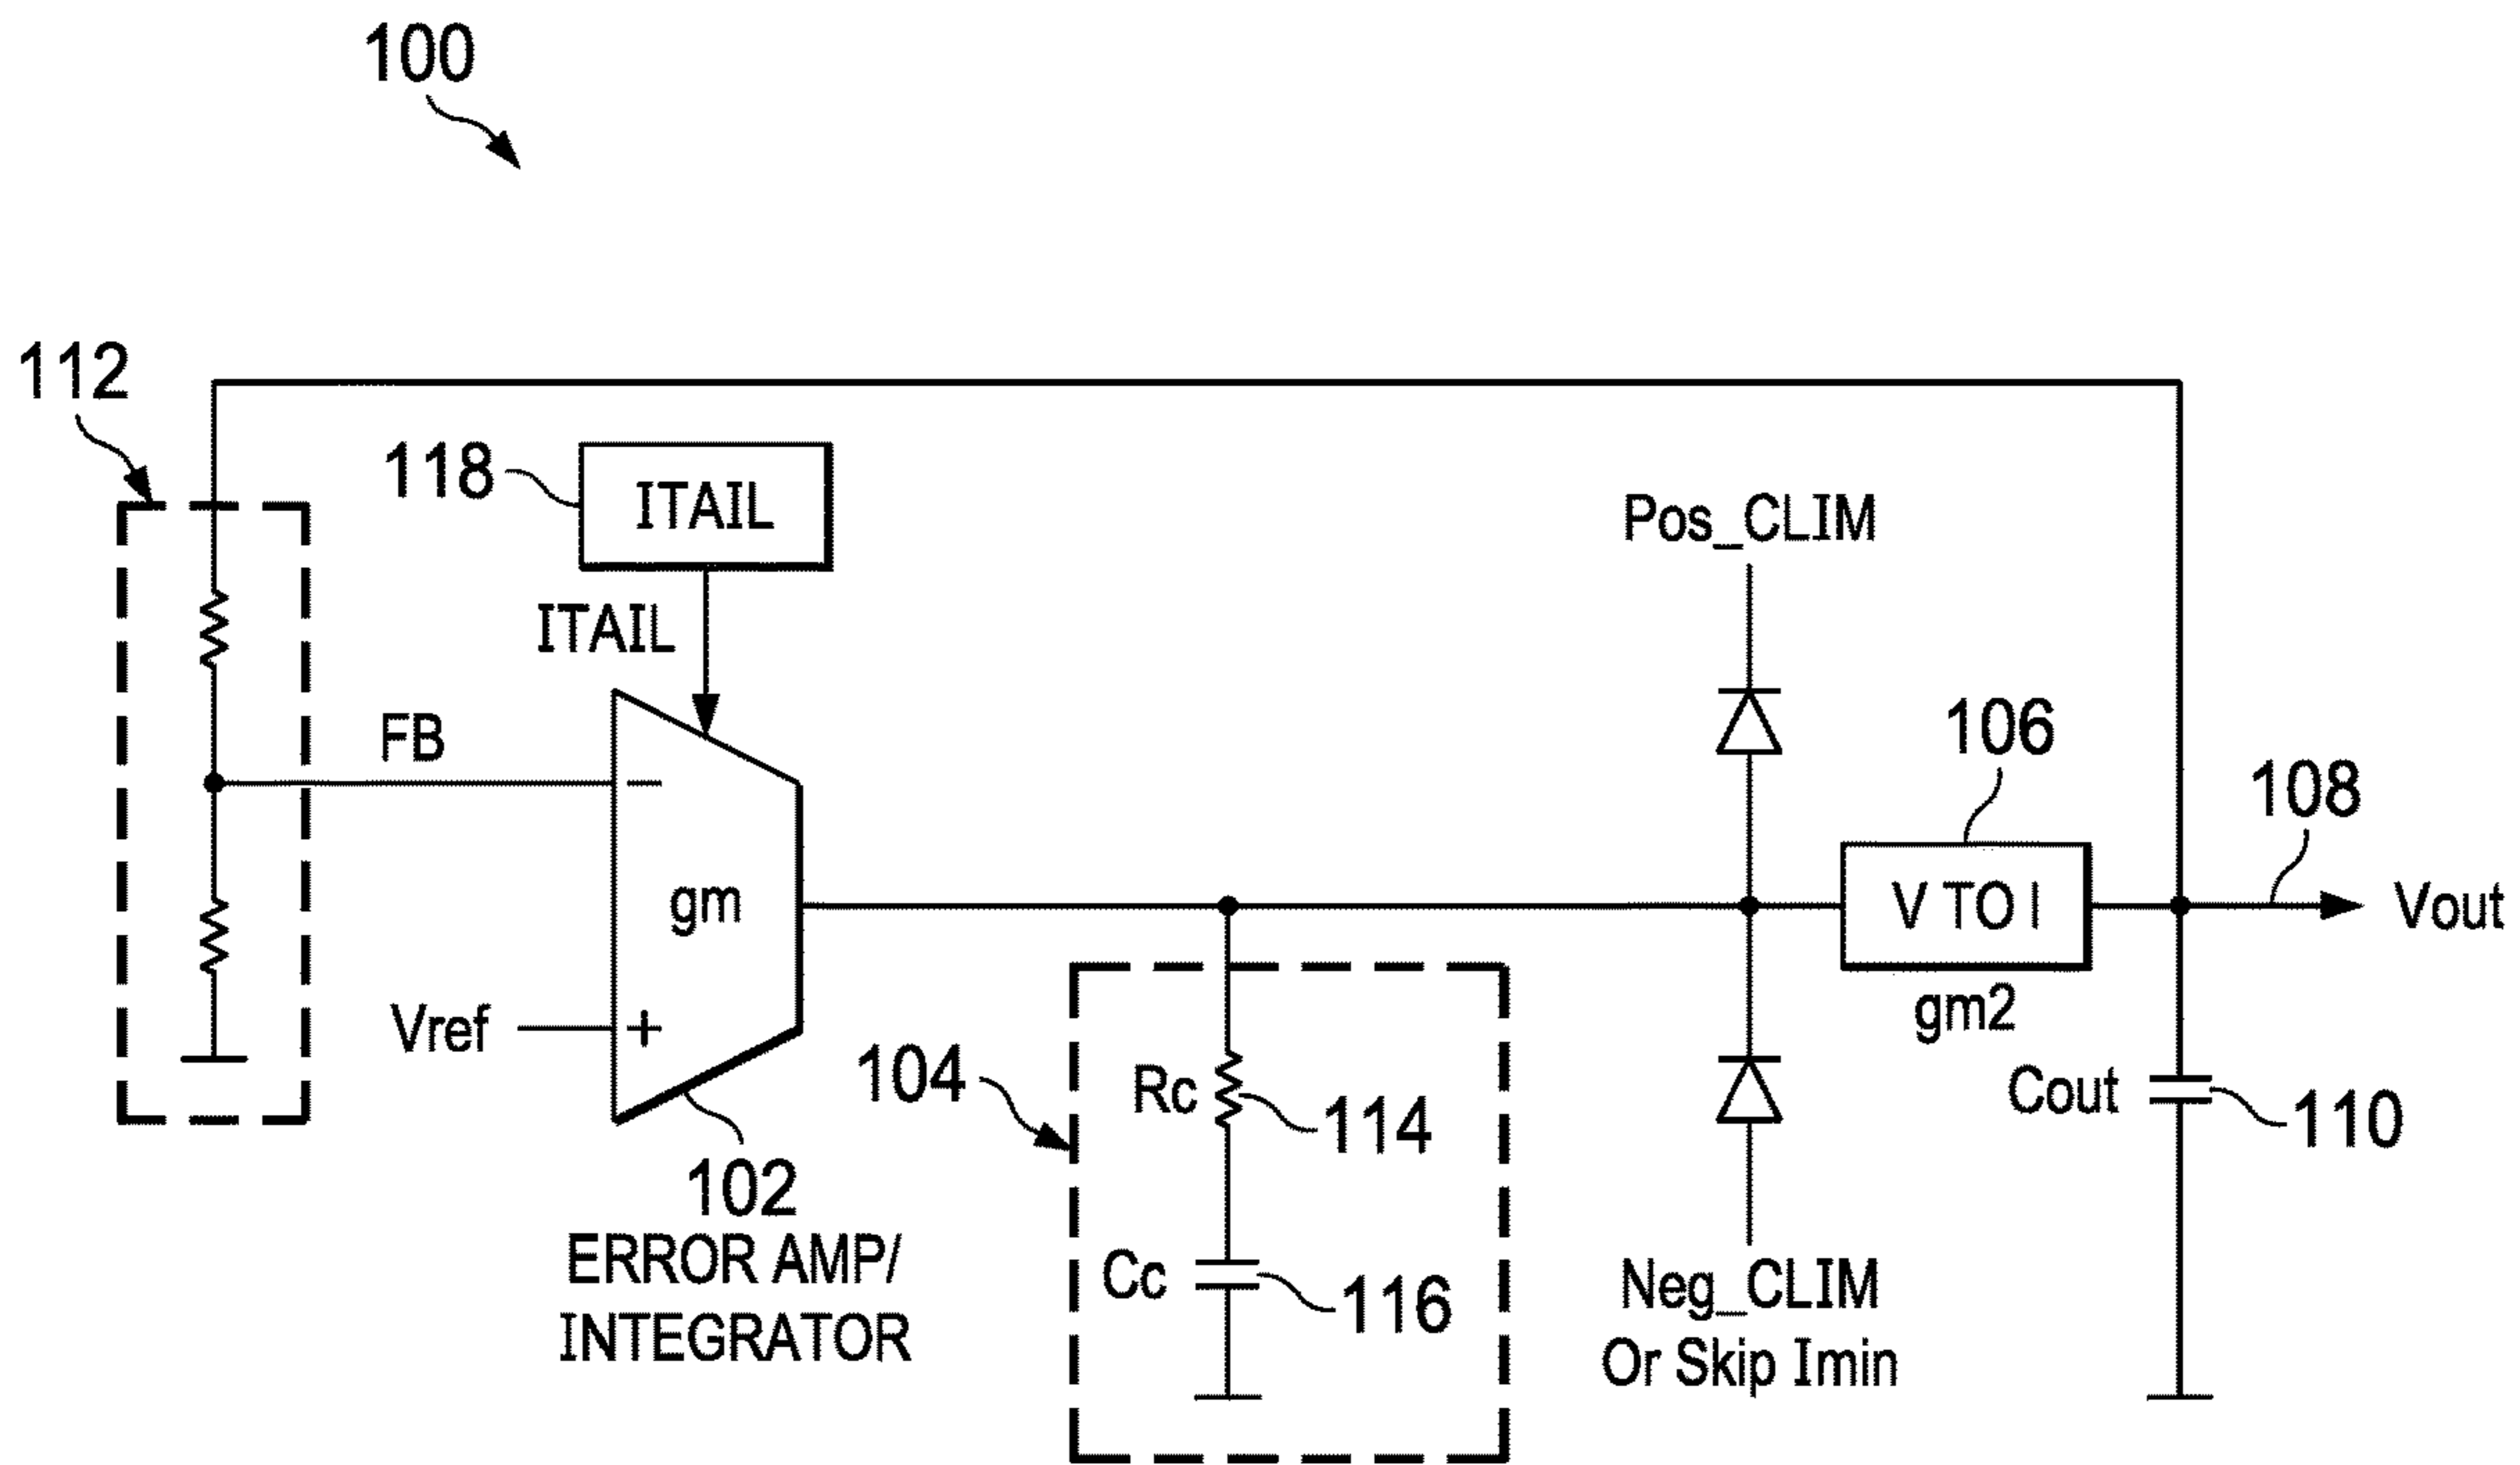 100
112
118
ITAIL
ITAIL
Pos_CLIM
FB
106
108
gm
V TO I
Vout
gm2
Vref
104
Rc
114
Cout
110
102
ERROR AMP/
INTEGRATOR
Cc
116
Neg_CLIM
Or Skip Imin